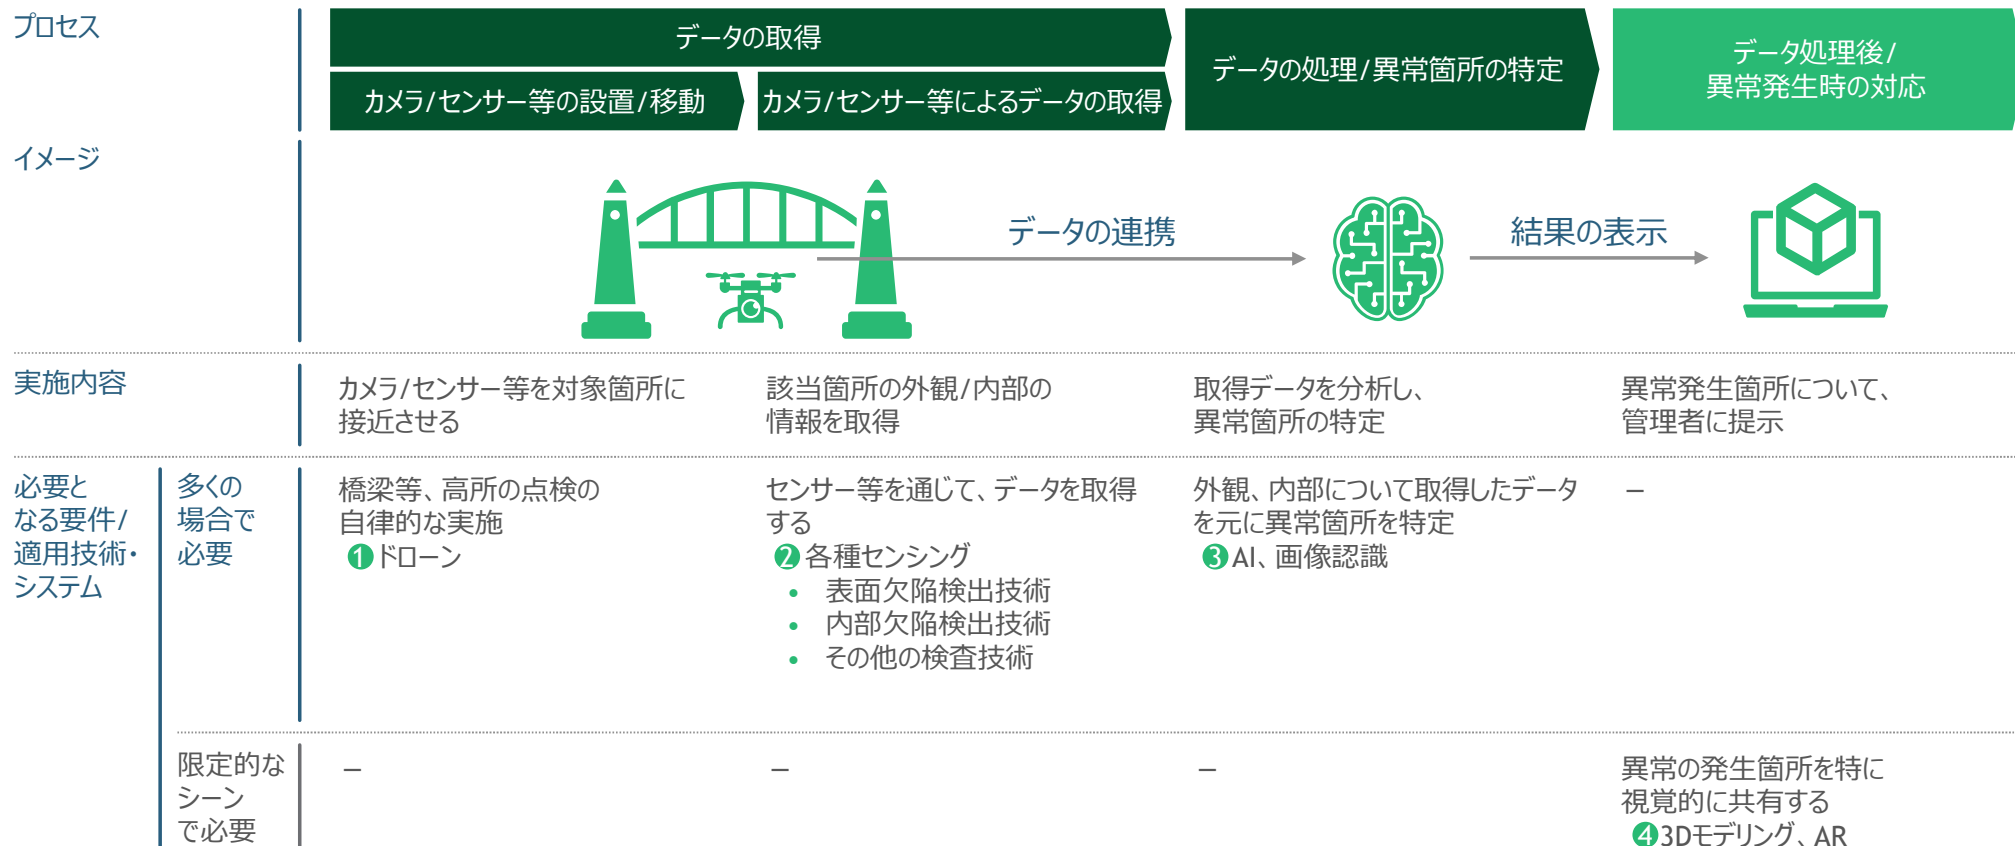 プロセス
データの取得
カメラ/センサー等の設置/移動
カメラ/センサー等によるデータの取得
データの処理/異常箇所の特定
データ処理後/
異常発生時の対応
イメージ
データの連携
結果の表示
実施内容
カメラ/センサー等を対象箇所に
接近させる
該当箇所の外観/内部の
情報を取得
取得データを分析し、
異常箇所の特定
異常発生箇所について、
管理者に提示
必要と
なる要件/
適用技術・
システム
多くの
場合で
必要
橋梁等、高所の点検の
自律的な実施
❶ドローン
センサー等を通じて、データを取得
する
❷各種センシング
• 表面欠陥検出技術
• 内部欠陥検出技術
• その他の検査技術
外観、内部について取得したデータ
を元に異常箇所を特定
❸AI、画像認識
–
限定的な
シーン
で必要
–
–
–
異常の発生箇所を特に
視覚的に共有する
❹3Dモデリング、AR